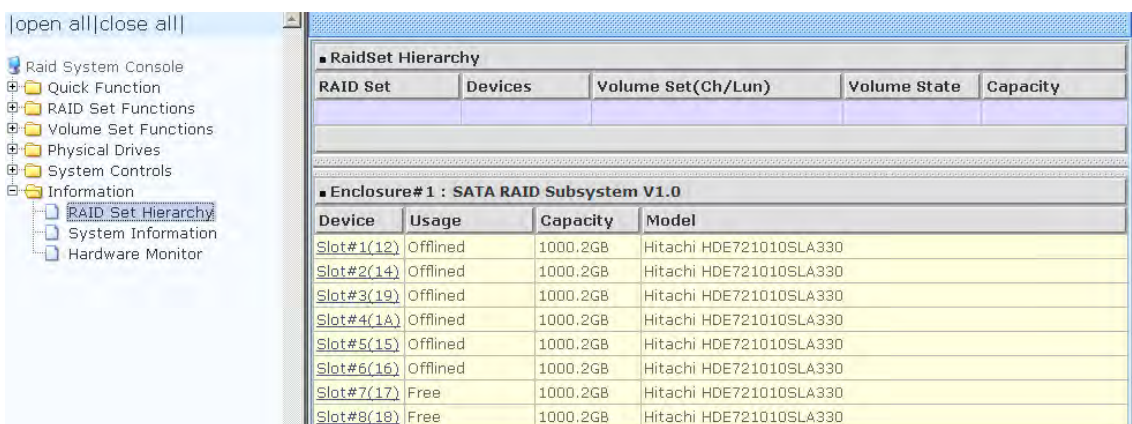 |open all|close all|
Raid System Console
Quick Function
RAID Set Functions
Volume Set Functions
Physical Drives
System Controls
Information
RAID Set Hierarchy
System Information
Hardware Monitor
RaidSet Hierarchy
RAID Set Devices Volume Set(Ch/Lun) Volume State Capacity
Enclosure#1 : SATA RAID Subsystem V1.0
Device Usage Capacity Model
Slot#1(12) Offlined 1000.2GB Hitachi HDE721010SLA330
Slot#2(14) Offlined 1000.2GB Hitachi HDE721010SLA330
Slot#3(19) Offlined 1000.2GB Hitachi HDE721010SLA330
Slot#4(1A) Offlined 1000.2GB Hitachi HDE721010SLA330
Slot#5(15) Offlined 1000.2GB Hitachi HDE721010SLA330
Slot#6(16) Offlined 1000.2GB Hitachi HDE721010SLA330
Slot#7(17) Free 1000.2GB Hitachi HDE721010SLA330
Slot#8(18) Free 1000.2GB Hitachi HDE721010SLA330